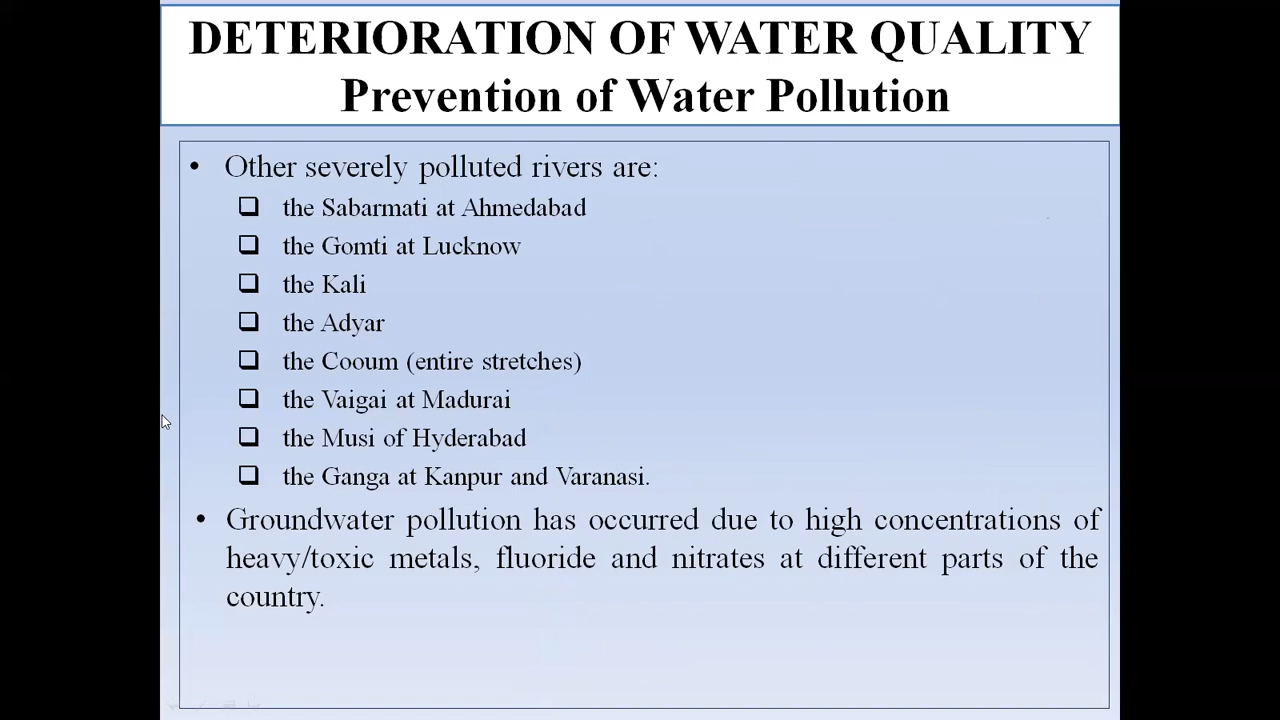 DETERIORATION OF WATER QUALITY
Prevention of Water Pollution
• Other severely polluted rivers are:
❑ the Sabarmati at Ahmedabad
❑ the Gomti at Lucknow
❑ the Kali
❑ the Adyar
❑ the Cooum (entire stretches)
❑ the Vaigai at Madurai
❑ the Musi of Hyderabad
❑ the Ganga at Kanpur and Varanasi.
• Groundwater pollution has occurred due to high concentrations of
heavy/toxic metals, fluoride and nitrates at different parts of the
country.